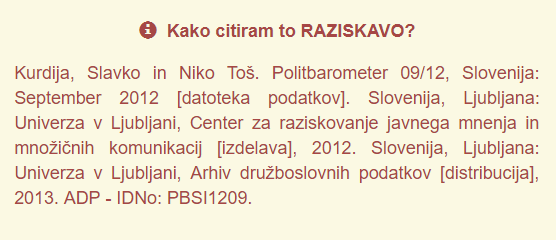 Kako citiram to RAZISKAVO?
Kurdija, Slavko in Niko Toš. Politbarometer 09/12, Slovenija:
September 2012 [datoteka podatkov]. Slovenija, Ljubljana:
Univerza v Ljubljani, Center za raziskovanje javnega mnenja in
množičnih komunikacij [izdelava], 2012. Slovenija, Ljubljana:
Univerza v Ljubljani, Arhiv družboslovnih podatkov [distribucija],
2013. ADP - IDNo: PBSI1209.